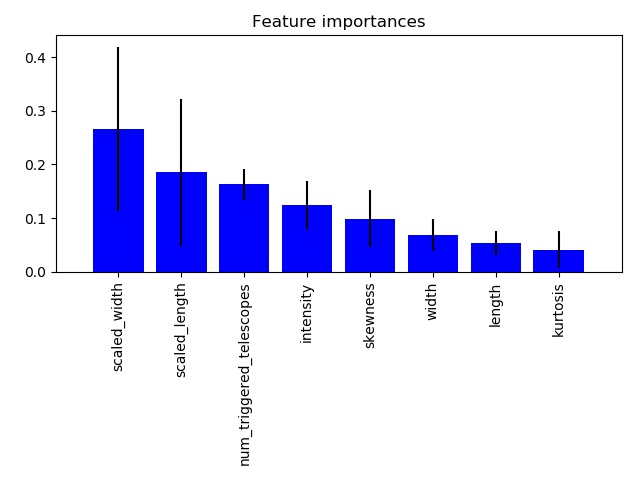 Feature importances
0.4
0.3
0.2
0.1
0.0
scaled_width
scaled_length
num_triggered_telescopes
intensity
skewness
width
length
kurtosis